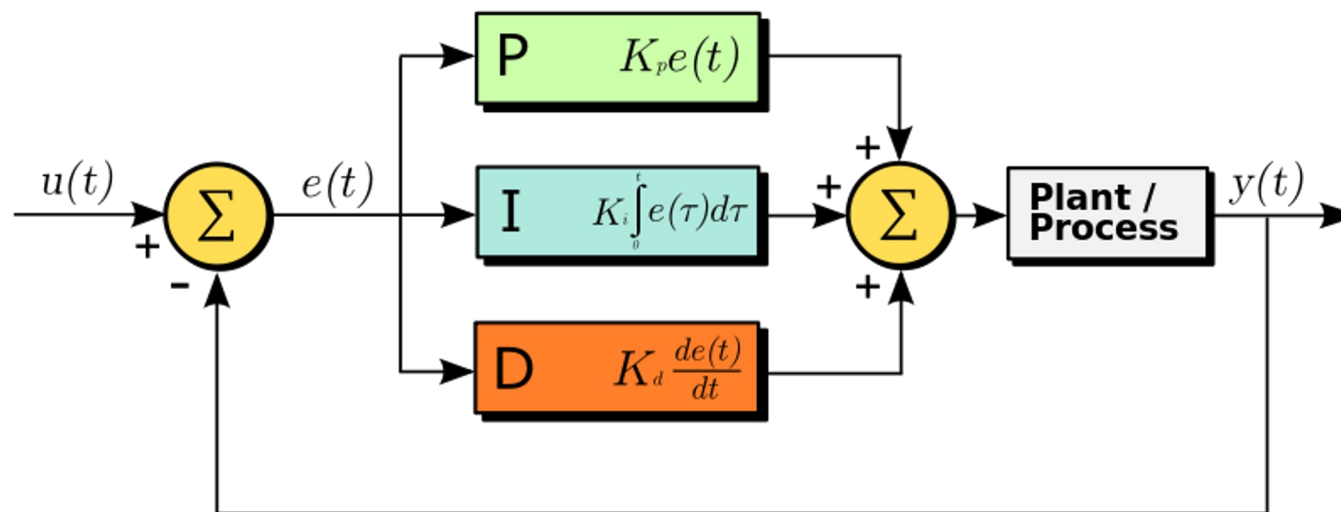 u(t)
+
-
Σ
e(t)
P K_p e(t)
I K_i ∫_0^t e(τ)dτ
D K_d de(t)/dt
+
+
+
Σ
Plant /
Process
y(t)